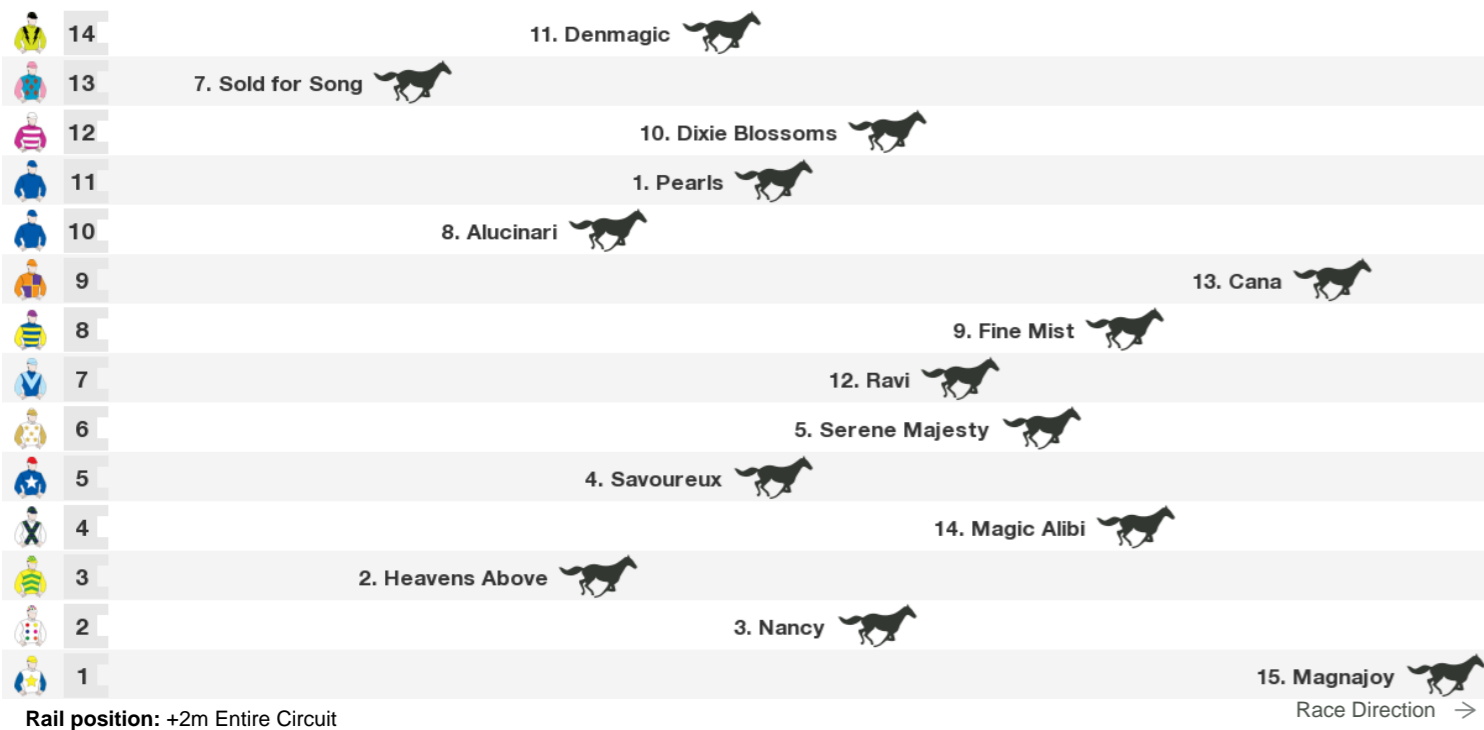 14 11. Denmagic
13 7. Sold for Song
12 10. Dixie Blossoms
11 1. Pearls
10 8. Alucinari
9 13. Cana
8 9. Fine Mist
7 12. Ravi
6 5. Serene Majesty
5 4. Savoureux
4 14. Magic Alibi
3 2. Heavens Above
2 3. Nancy
1 15. Magnajoy
Rail position: +2m Entire Circuit
Race Direction →